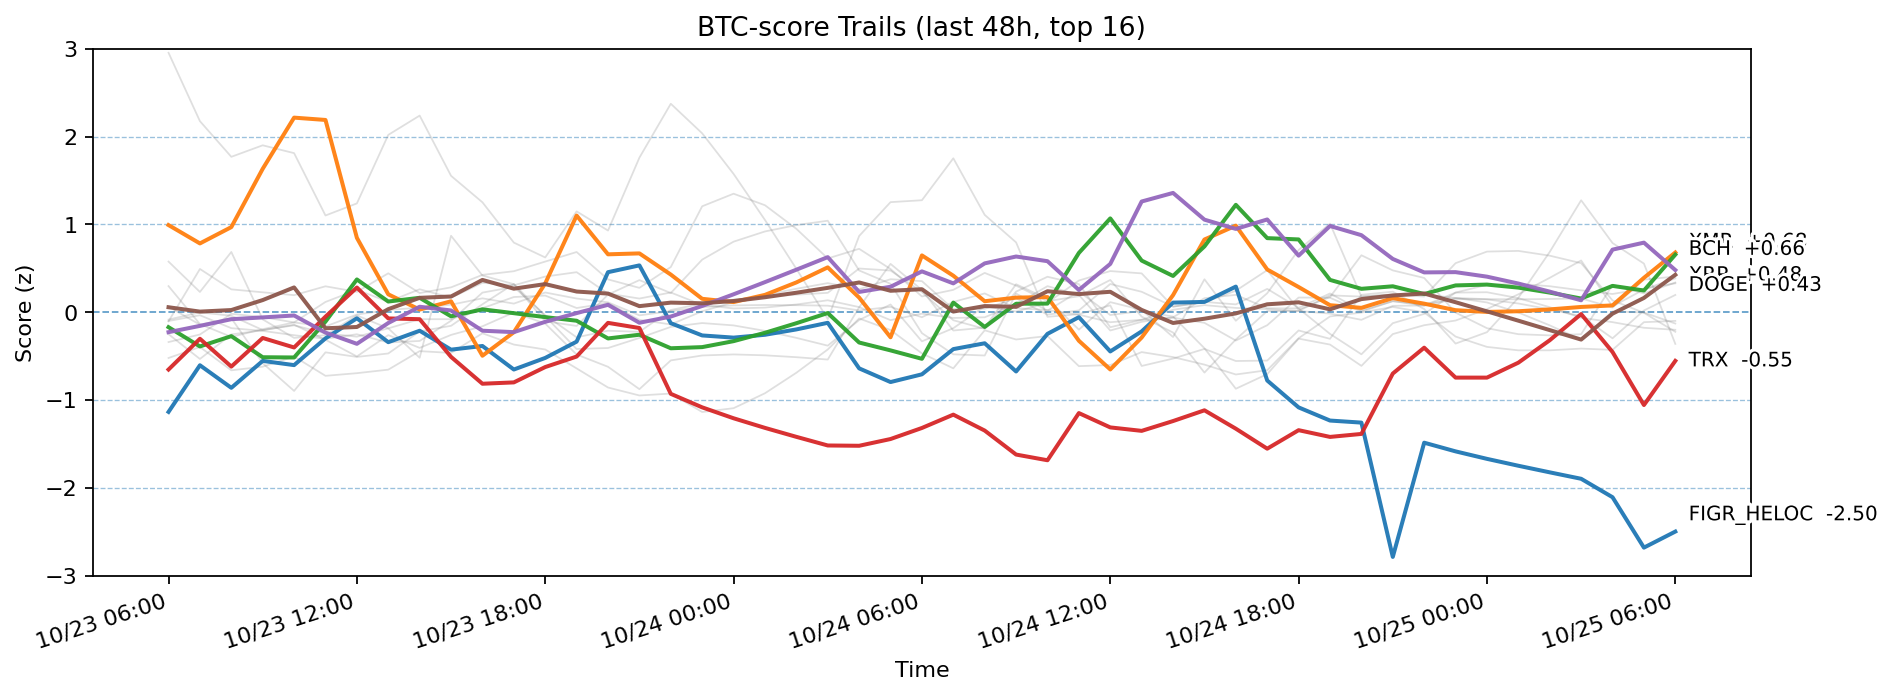 BTC-score Trails (last 48h, top 16)
Score (z)
3
2
1
0
−1
−2
−3
BCH +0.66
XRP +0.48
DOGE +0.43
TRX -0.55
FIGR_HELOC -2.50
10/23 06:00
10/23 12:00
10/23 18:00
10/24 00:00
10/24 06:00
10/24 12:00
10/24 18:00
10/25 00:00
10/25 06:00
Time